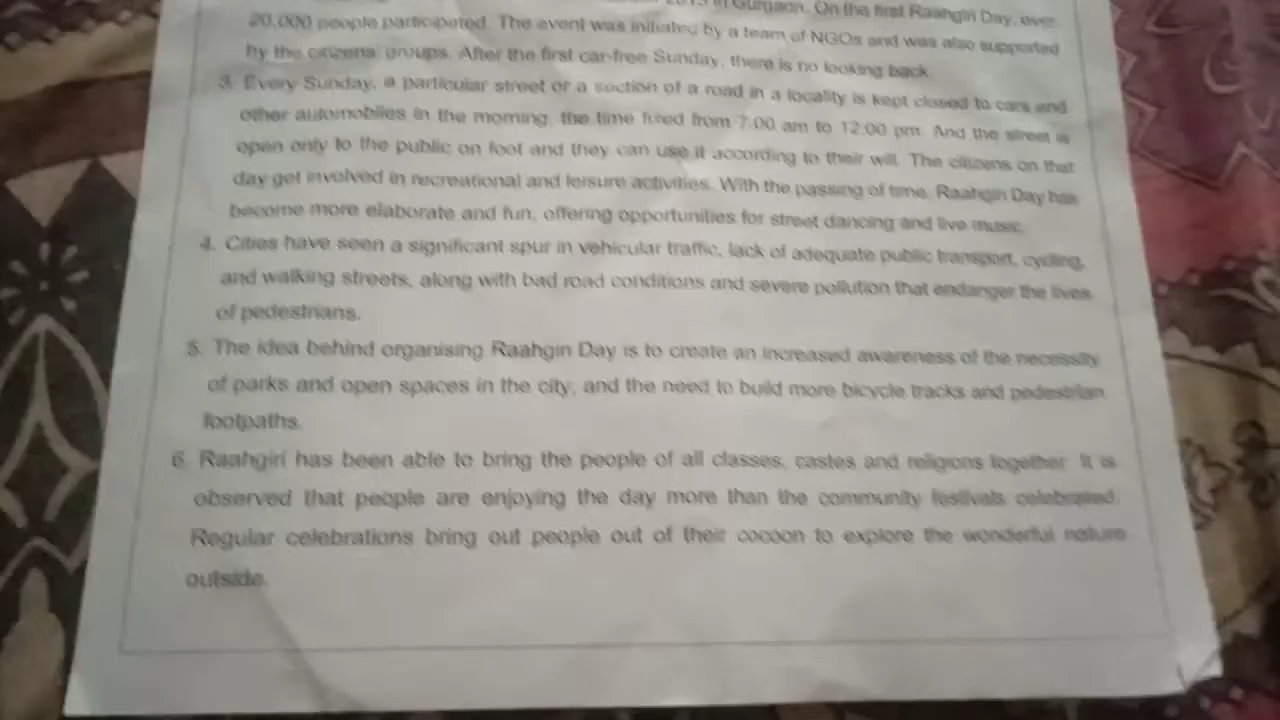 2013 in Gurgaon. On the first Raahgiri Day, over
20,000 people participated. The event was initiated by a team of NGOs and was also supported
by the citizens' groups. After the first car-free Sunday, there is no looking back.
3. Every Sunday, a particular street or a section of a road in a locality is kept closed to cars and
other automobiles in the morning, the time fixed from 7:00 am to 12:00 pm. And the street is
open only to the public on foot and they can use it according to their will. The citizens on that
day get involved in recreational and leisure activities. With the passing of time, Raahgiri Day has
become more elaborate and fun, offering opportunities for street dancing and live music.
4. Cities have seen a significant spur in vehicular traffic, lack of adequate public transport, cycling,
and walking streets, along with bad road conditions and severe pollution that endanger the lives
of pedestrians.
5. The idea behind organising Raahgiri Day is to create an increased awareness of the necessity
of parks and open spaces in the city; and the need to build more bicycle tracks and pedestrian
footpaths.
6. Raahgiri has been able to bring the people of all classes, castes and religions together. It is
observed that people are enjoying the day more than the community festivals celebrated.
Regular celebrations bring out people out of their cocoon to explore the wonderful nature
outside.